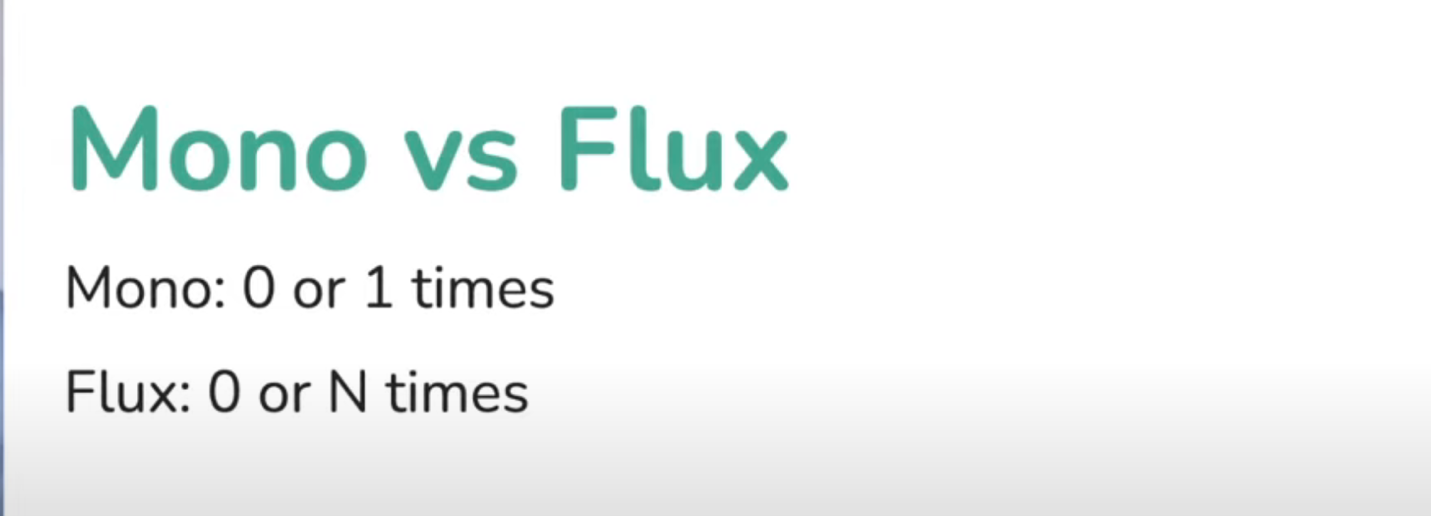 Mono vs Flux
Mono: 0 or 1 times
Flux: 0 or N times